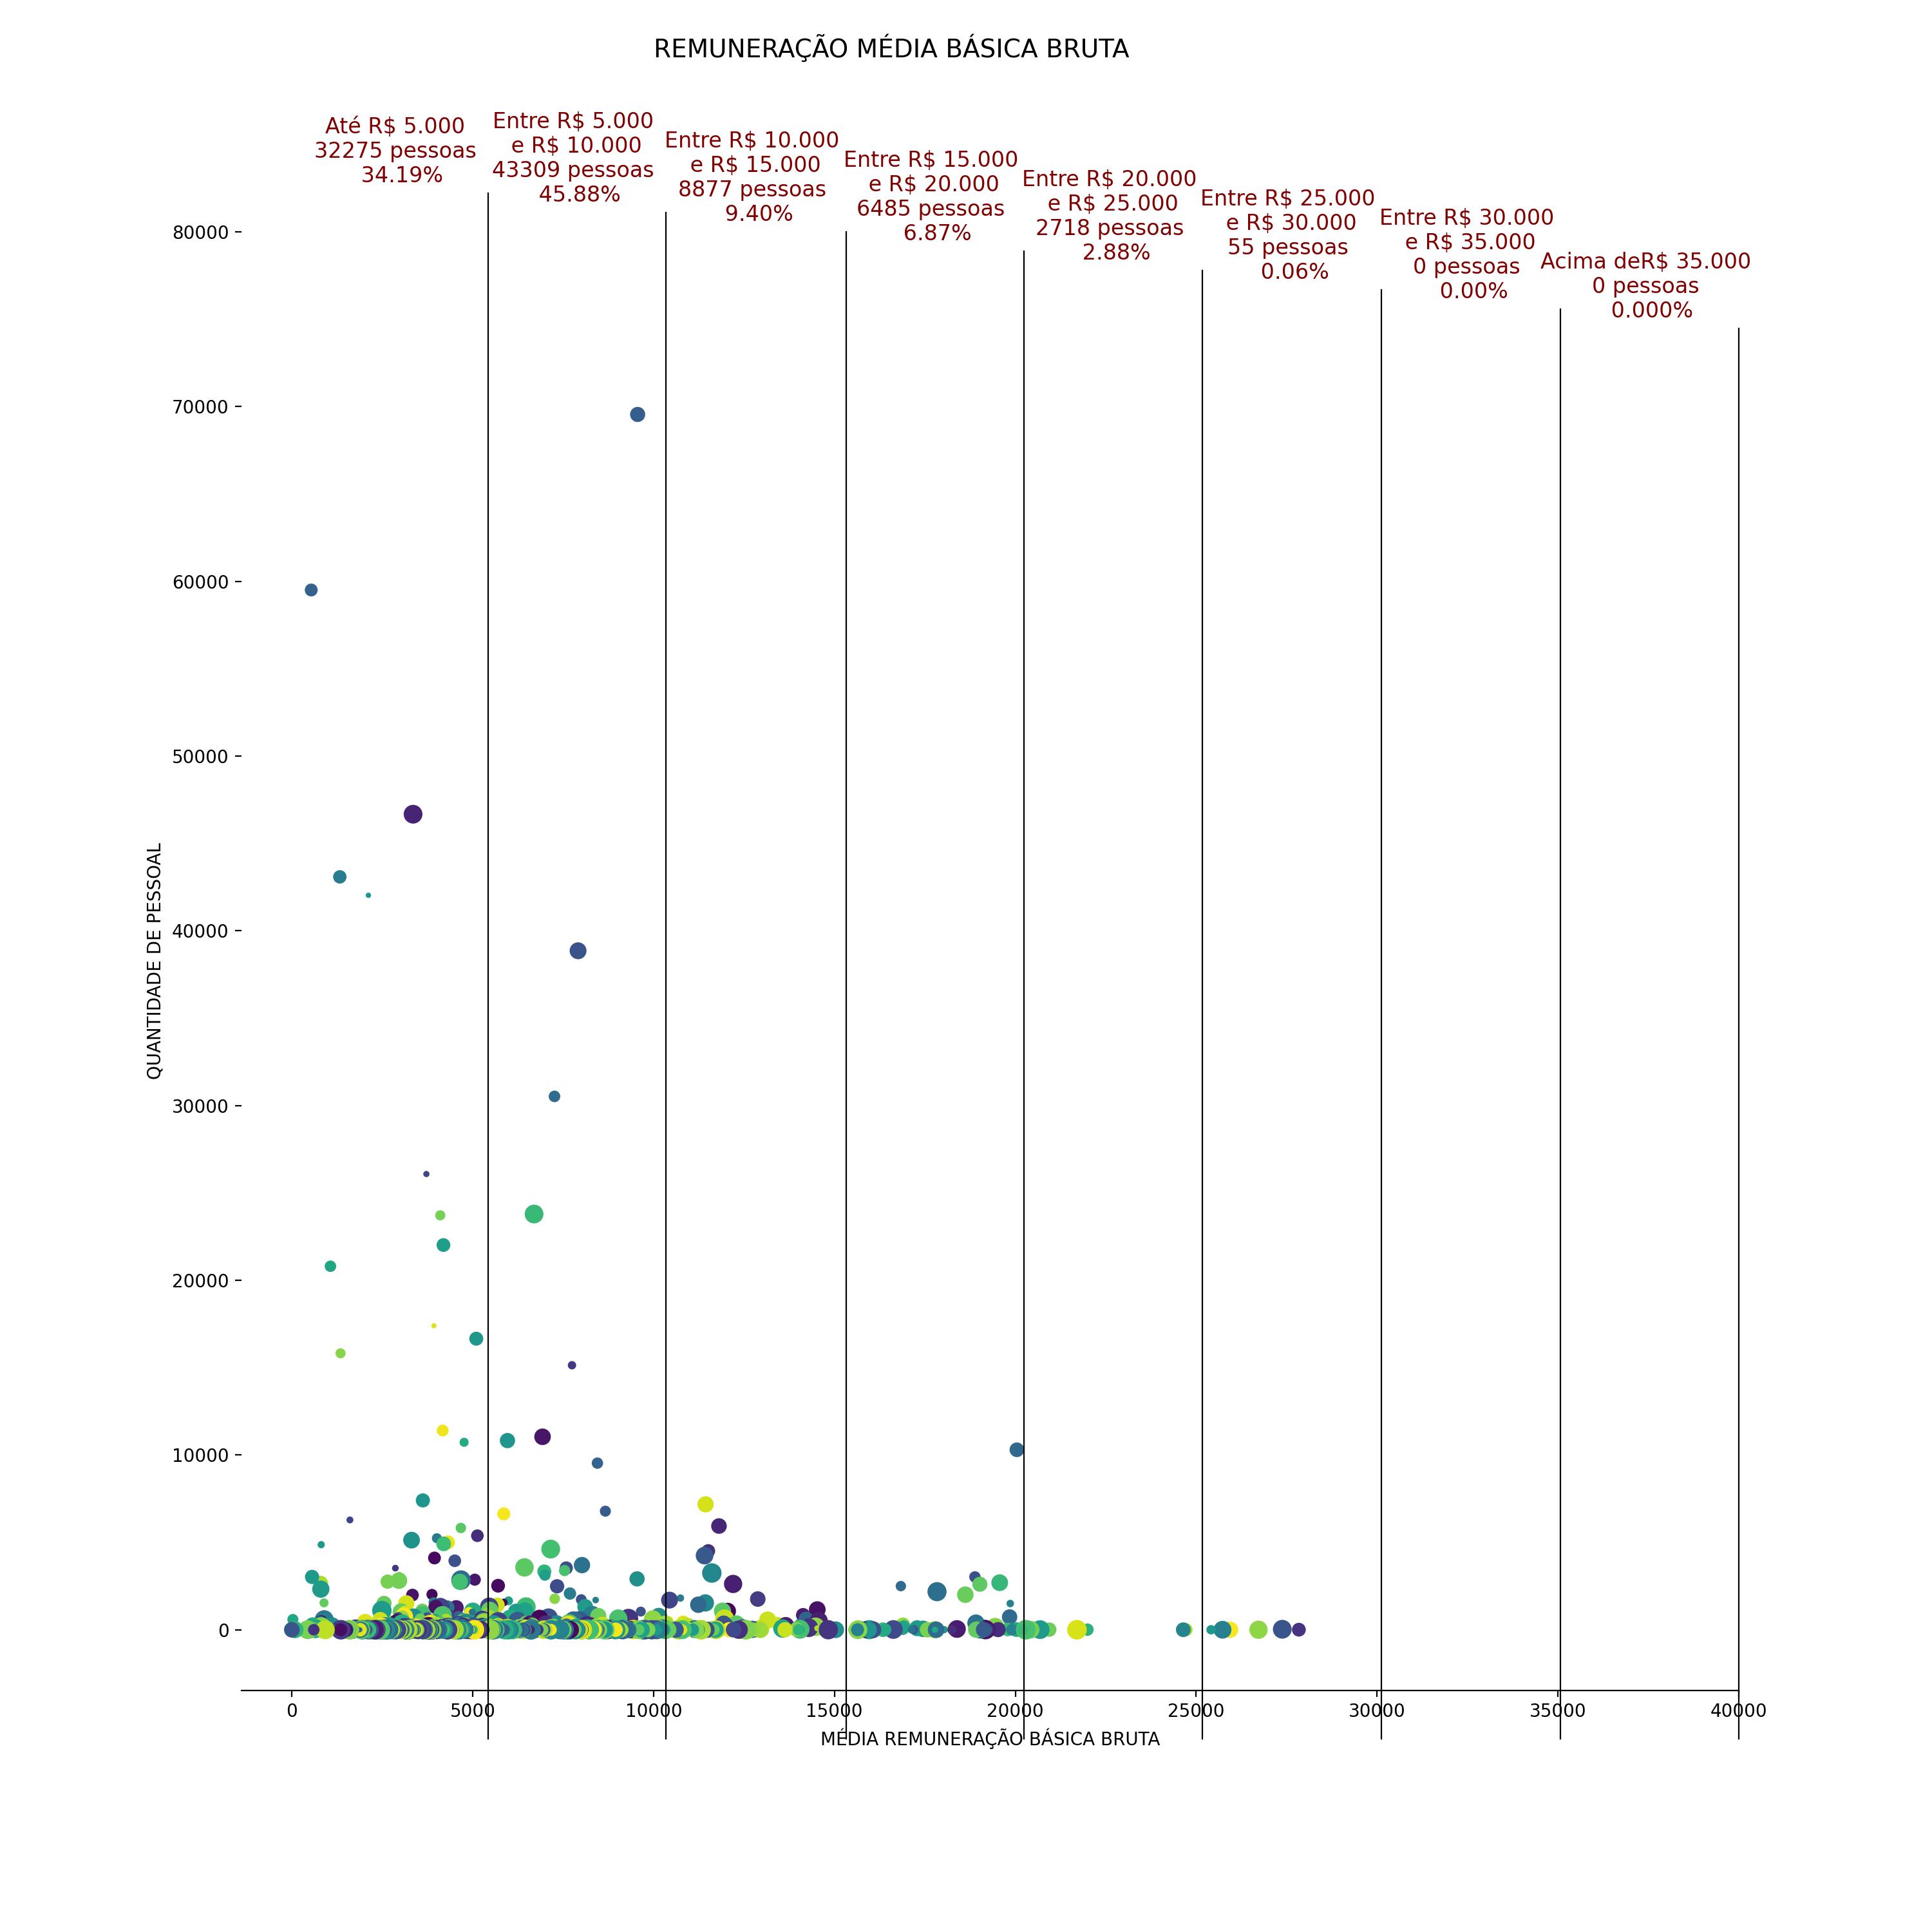 REMUNERAÇÃO MÉDIA BÁSICA BRUTA
Até R$ 5.000
32275 pessoas
34.19%
Entre R$ 5.000
e R$ 10.000
43309 pessoas
45.88%
Entre R$ 10.000
e R$ 15.000
8877 pessoas
9.40%
Entre R$ 15.000
e R$ 20.000
6485 pessoas
6.87%
Entre R$ 20.000
e R$ 25.000
2718 pessoas
2.88%
Entre R$ 25.000
e R$ 30.000
55 pessoas
0.06%
Entre R$ 30.000
e R$ 35.000
0 pessoas
0.00%
Acima deR$ 35.000
0 pessoas
0.000%
80000
70000
60000
50000
40000
30000
20000
10000
0
QUANTIDADE DE PESSOAL
0 5000 10000 15000 20000 25000 30000 35000 40000
MÉDIA REMUNERAÇÃO BÁSICA BRUTA